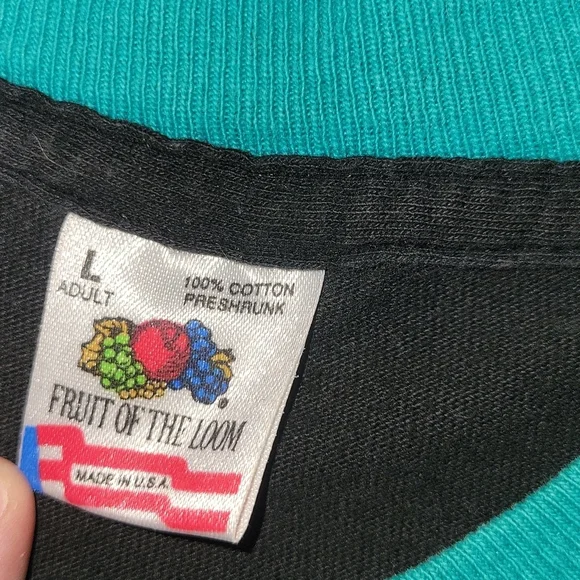 L
ADULT
100% COTTON
PRESHRUNK
FRUIT OF THE LOOM
MADE IN U.S.A.